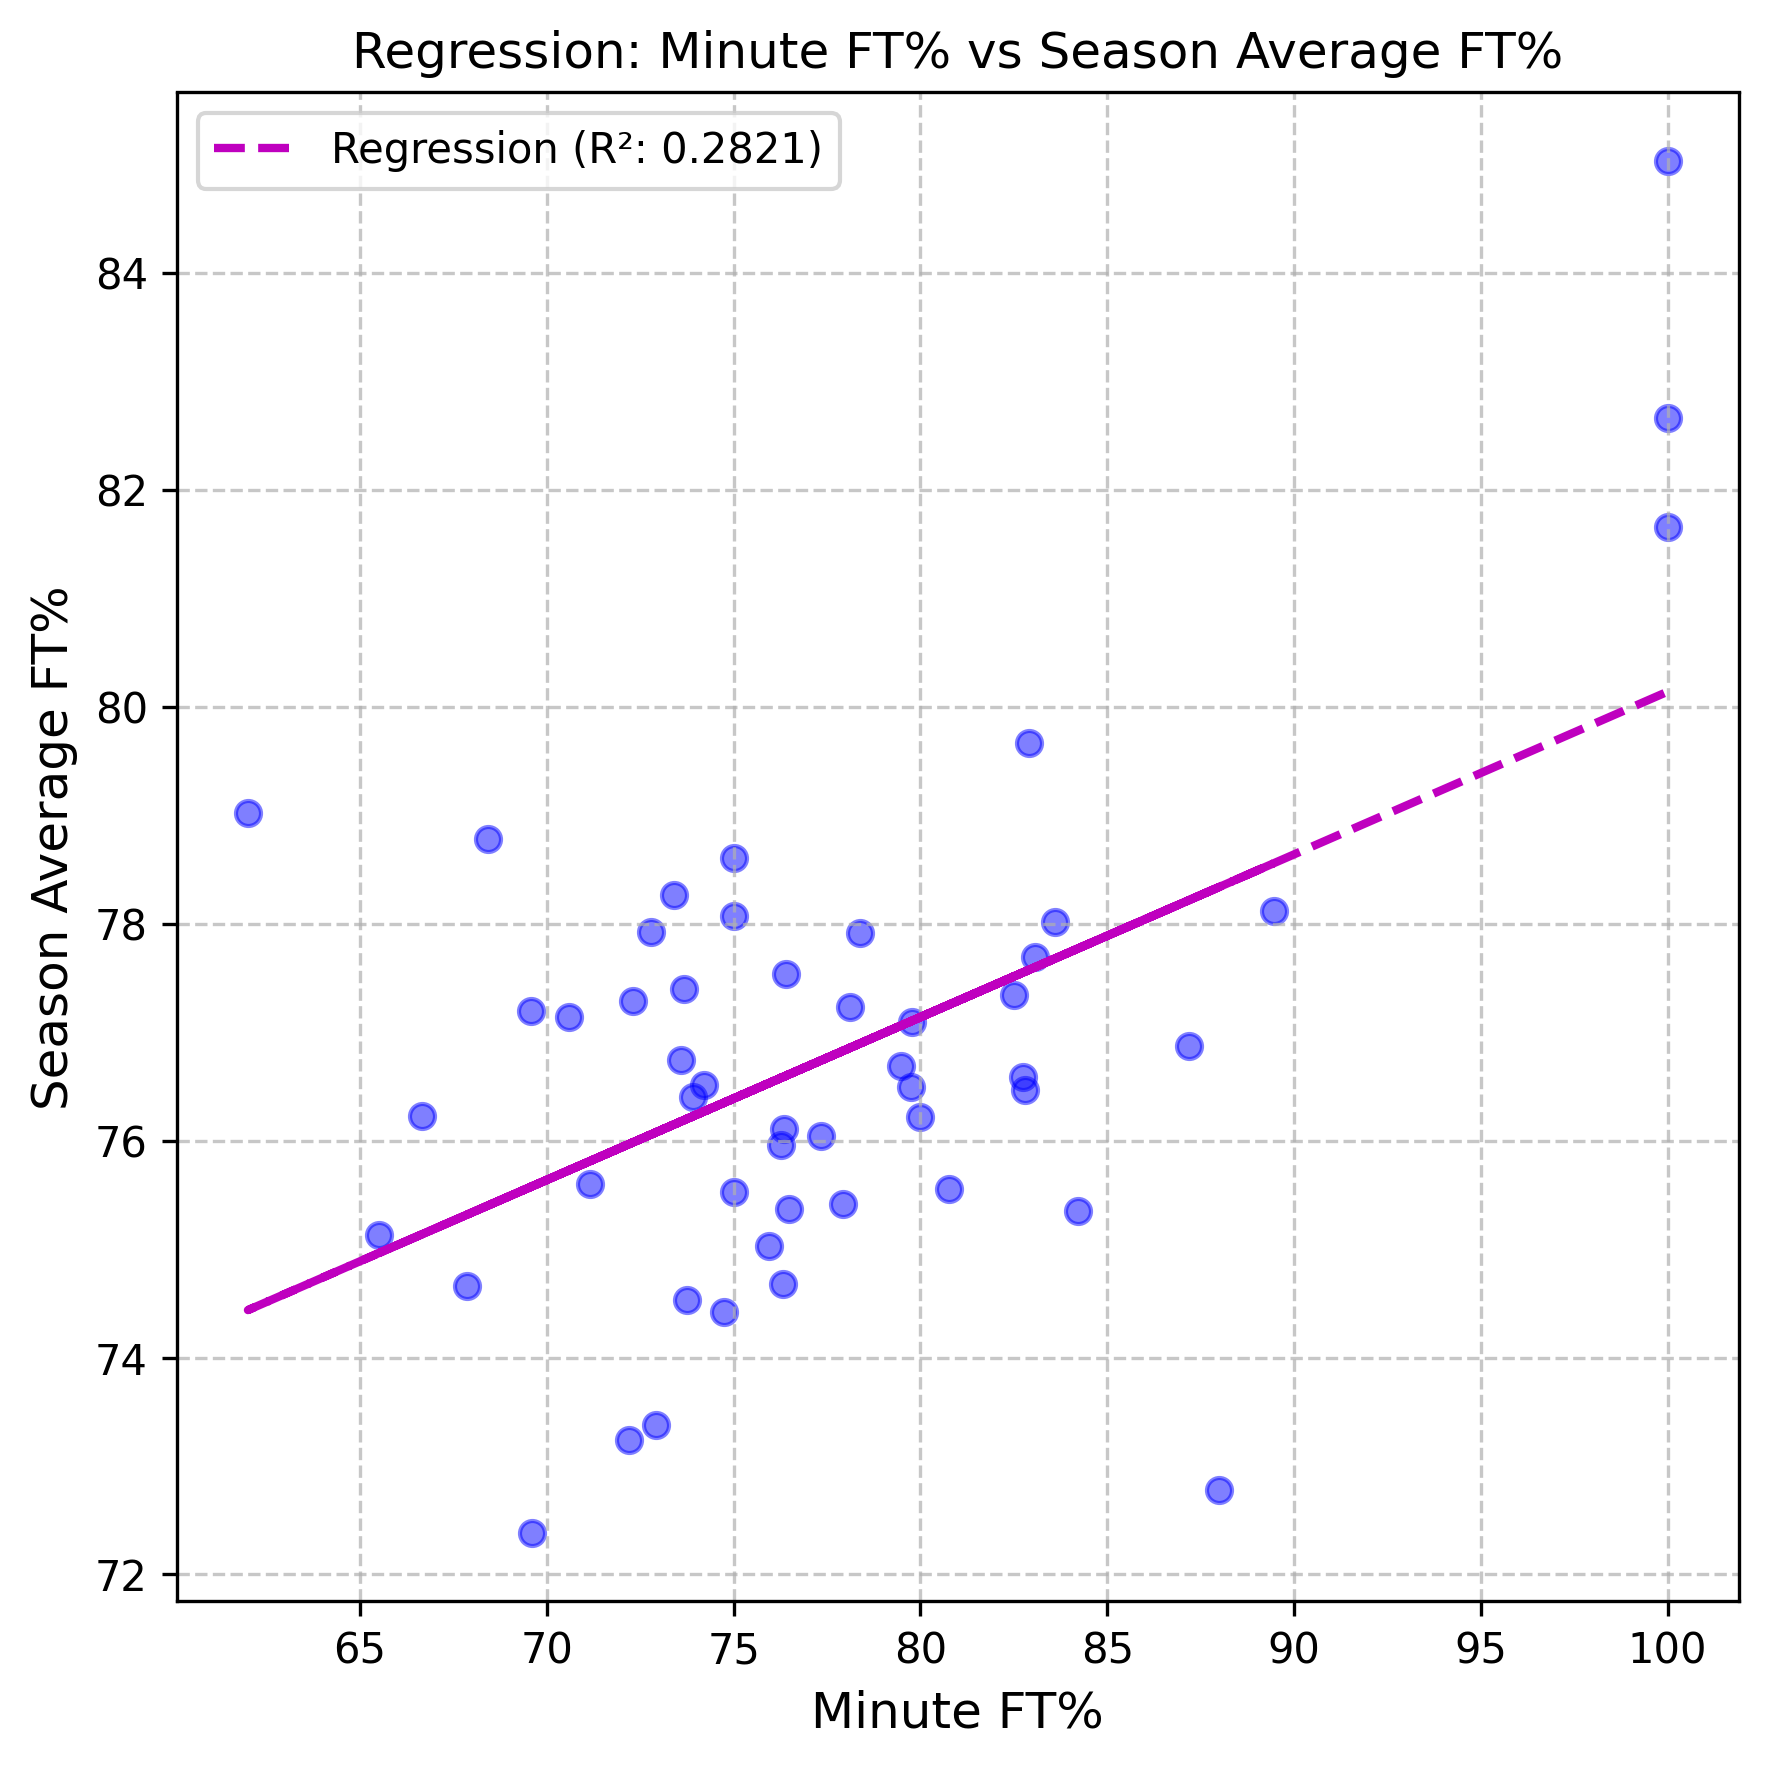 Regression: Minute FT% vs Season Average FT%
Regression (R²: 0.2821)
84
82
80
78
76
74
72
Season Average FT%
65 70 75 80 85 90 95 100
Minute FT%